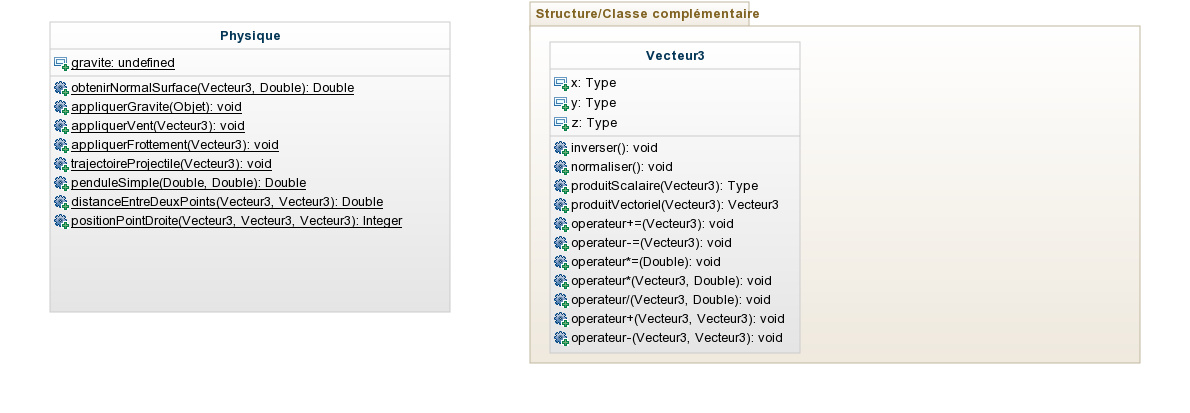 Physique
gravite: undefined
obtenirNormalSurface(Vecteur3, Double): Double
appliquerGravite(Objet): void
appliquerVent(Vecteur3): void
appliquerFrottement(Vecteur3): void
trajectoireProjectile(Vecteur3): void
penduleSimple(Double, Double): Double
distanceEntreDeuxPoints(Vecteur3, Vecteur3): Double
positionPointDroite(Vecteur3, Vecteur3, Vecteur3): Integer
Structure/Classe complémentaire
Vecteur3
x: Type
y: Type
z: Type
inverser(): void
normaliser(): void
produitScalaire(Vecteur3): Type
produitVectoriel(Vecteur3): Vecteur3
operateur+=(Vecteur3): void
operateur-=(Vecteur3): void
operateur*=(Double): void
operateur*(Vecteur3, Double): void
operateur/(Vecteur3, Double): void
operateur+(Vecteur3, Vecteur3): void
operateur-(Vecteur3, Vecteur3): void